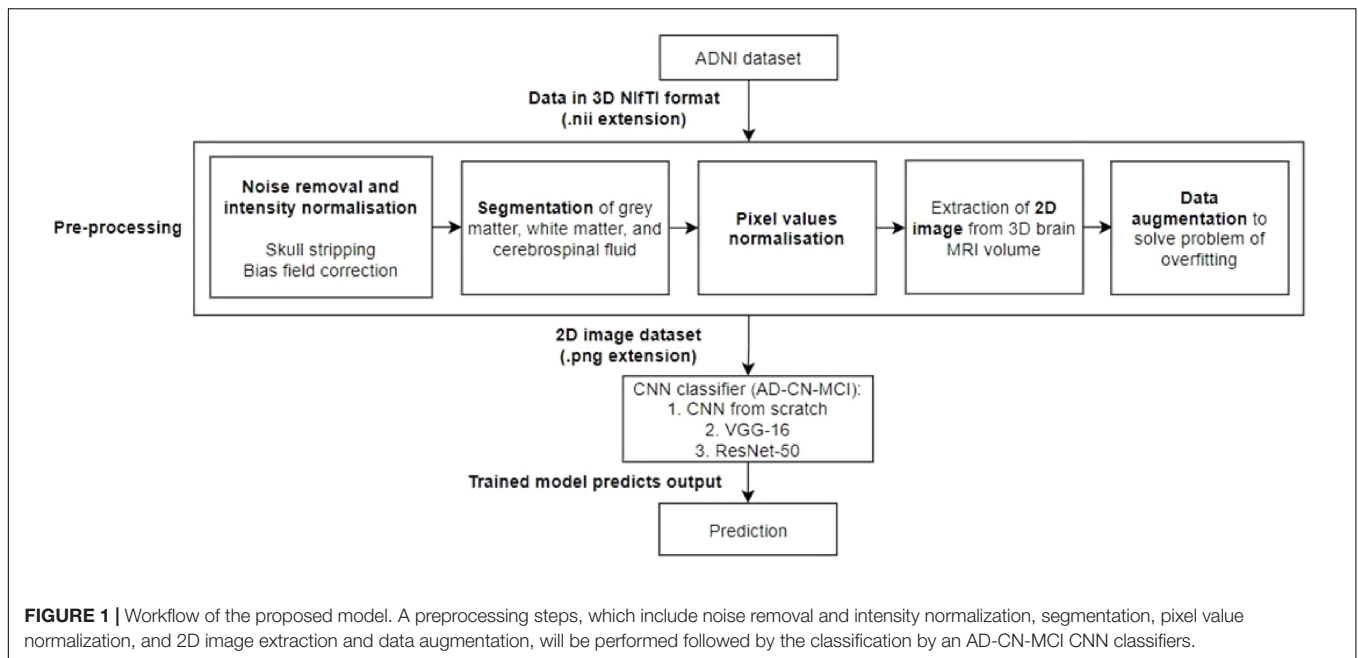 ADNI dataset
Data in 3D NIfTI format
(.nii extension)
Pre-processing
Noise removal and
intensity normalisation
Skull stripping
Bias field correction
Segmentation of grey
matter, white matter, and
cerebrospinal fluid
Pixel values
normalisation
Extraction of 2D
image from 3D brain
MRI volume
Data
augmentation to
solve problem of
overfitting
2D image dataset
(.png extension)
CNN classifier (AD-CN-MCI):
1. CNN from scratch
2. VGG-16
3. ResNet-50
Trained model predicts output
Prediction
FIGURE 1 | Workflow of the proposed model. A preprocessing steps, which include noise removal and intensity normalization, segmentation, pixel value
normalization, and 2D image extraction and data augmentation, will be performed followed by the classification by an AD-CN-MCI CNN classifiers.